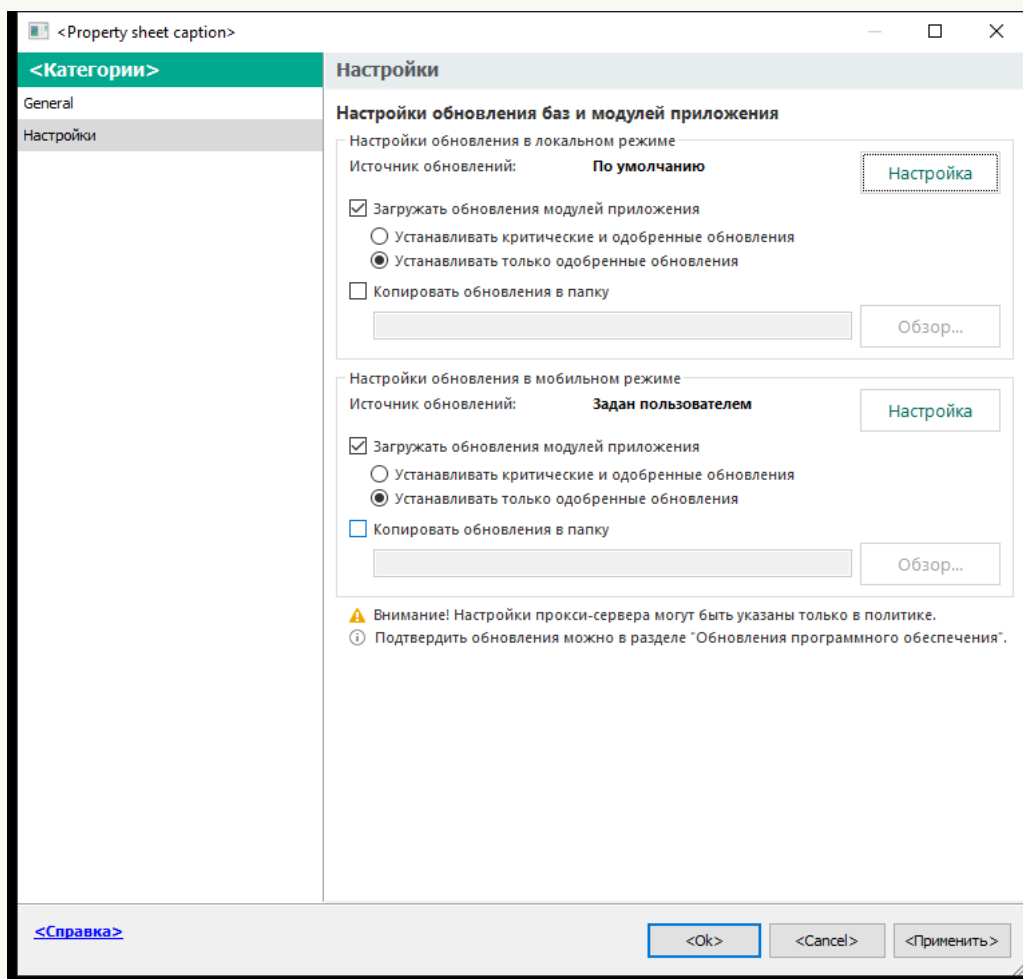 <Property sheet caption>
<Категории>
General
Настройки
Настройки
Настройки обновления баз и модулей приложения
Настройки обновления в локальном режиме
Источник обновлений: По умолчанию
Настройка
Загружать обновления модулей приложения
Устанавливать критические и одобренные обновления
Устанавливать только одобренные обновления
Копировать обновления в папку
Обзор...
Настройки обновления в мобильном режиме
Источник обновлений: Задан пользователем
Настройка
Загружать обновления модулей приложения
Устанавливать критические и одобренные обновления
Устанавливать только одобренные обновления
Копировать обновления в папку
Обзор...
Внимание! Настройки прокси-сервера могут быть указаны только в политике.
Подтвердить обновления можно в разделе "Обновления программного обеспечения".
<Справка>
<Ok> <Cancel> <Применить>